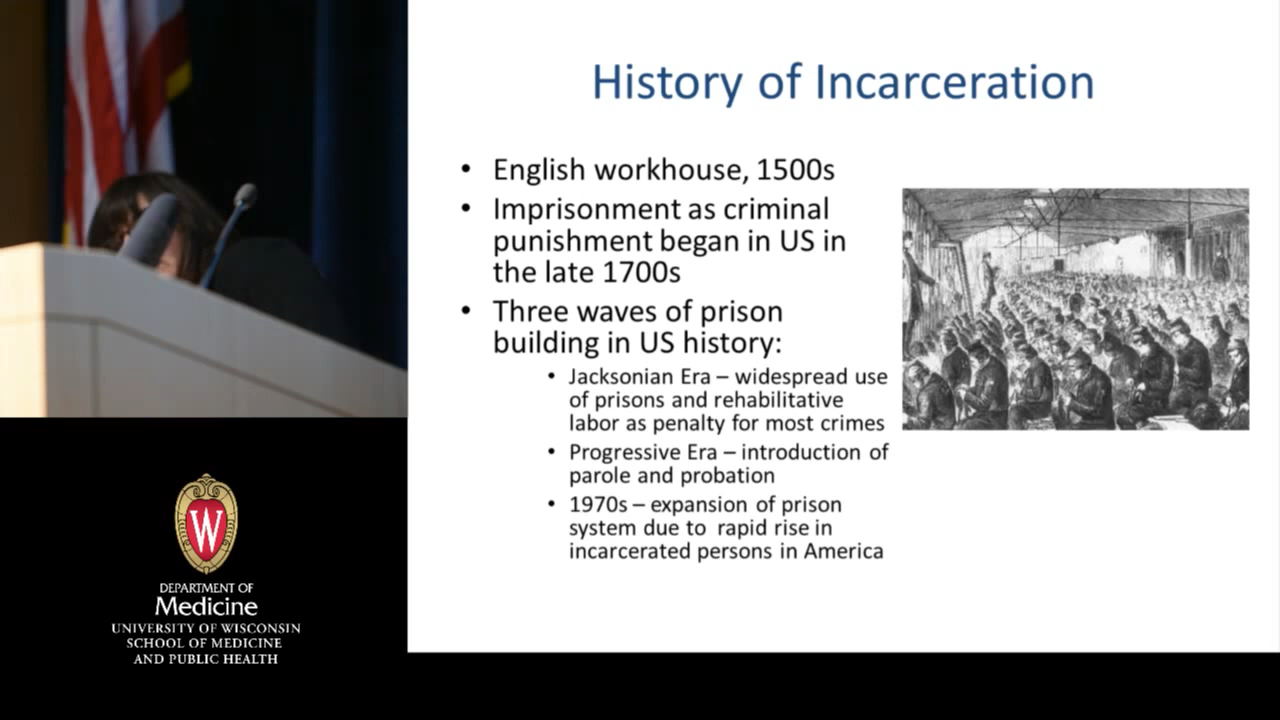 History of Incarceration
• English workhouse, 1500s
• Imprisonment as criminal
punishment began in US in
the late 1700s
• Three waves of prison
building in US history:
• Jacksonian Era – widespread use
of prisons and rehabilitative
labor as penalty for most crimes
• Progressive Era – introduction of
parole and probation
• 1970s – expansion of prison
system due to rapid rise in
incarcerated persons in America
W
DEPARTMENT OF
Medicine
UNIVERSITY OF WISCONSIN
SCHOOL OF MEDICINE
AND PUBLIC HEALTH